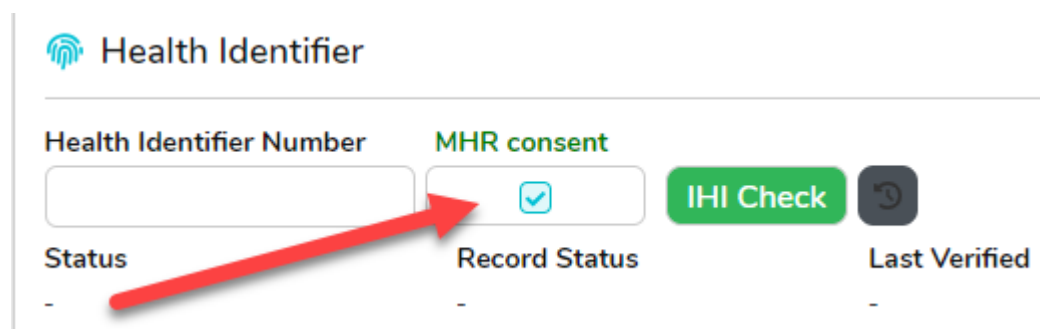 Health Identifier
Health Identifier Number MHR consent
IHI Check
Status Record Status Last Verified
- - -